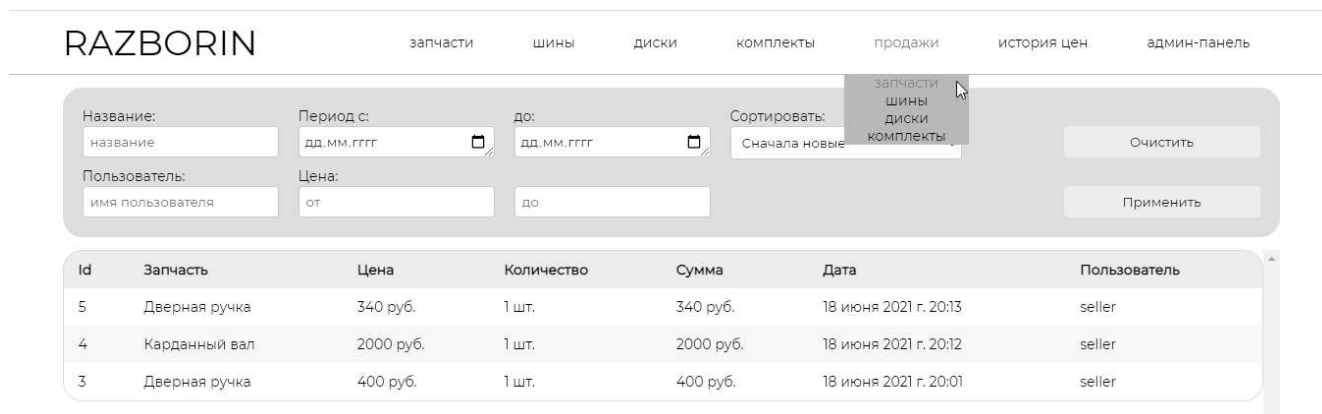 RAZBORIN запчасти шины диски комплекты продажи история цен админ-панель
запчасти
шины
диски
комплекты
Название: Период с: до: Сортировать:
название дд.мм.гггг дд.мм.гггг Сначала новые Очистить
Пользователь: Цена:
имя пользователя от до Применить
Id Запчасть Цена Количество Сумма Дата Пользователь
5 Дверная ручка 340 руб. 1 шт. 340 руб. 18 июня 2021 г. 20:13 seller
4 Карданный вал 2000 руб. 1 шт. 2000 руб. 18 июня 2021 г. 20:12 seller
3 Дверная ручка 400 руб. 1 шт. 400 руб. 18 июня 2021 г. 20:01 seller